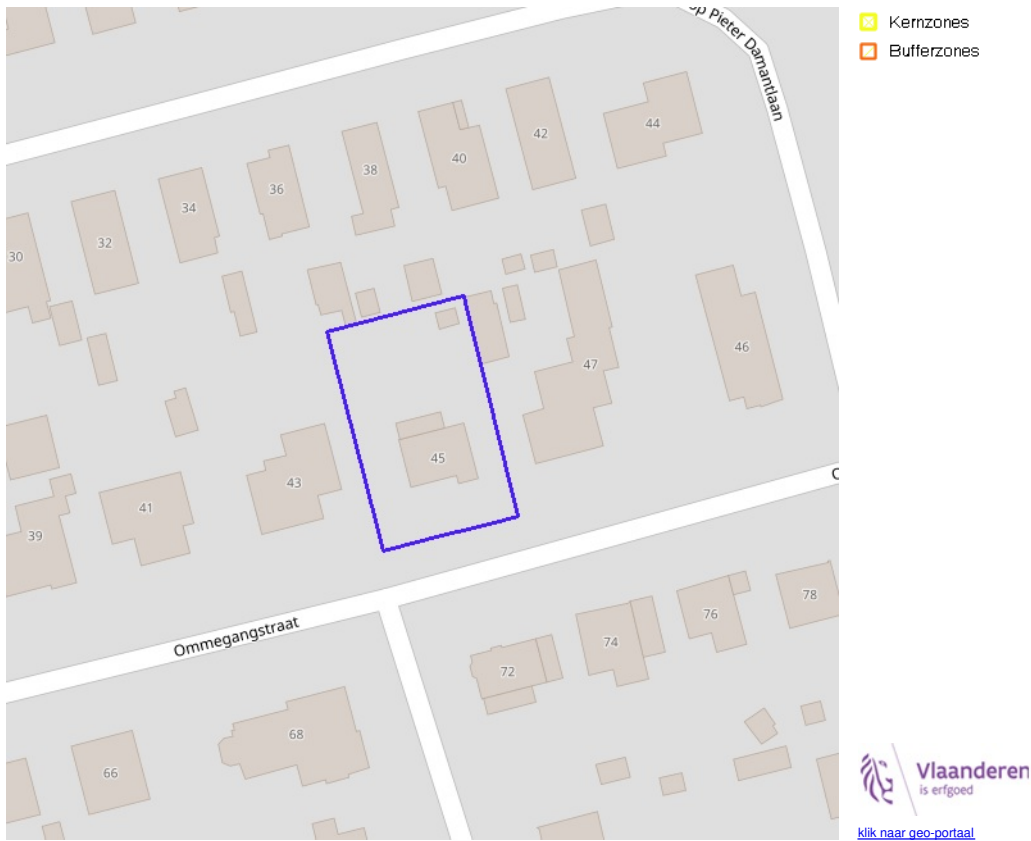 Kernzones
Bufferzones
op Pieter Damantlaan
42
44
40
38
36
34
32
30
46
47
45
43
41
39
Ommegangstraat
78
76
74
72
68
66
Vlaanderen
is erfgoed
klik naar geo-portaal